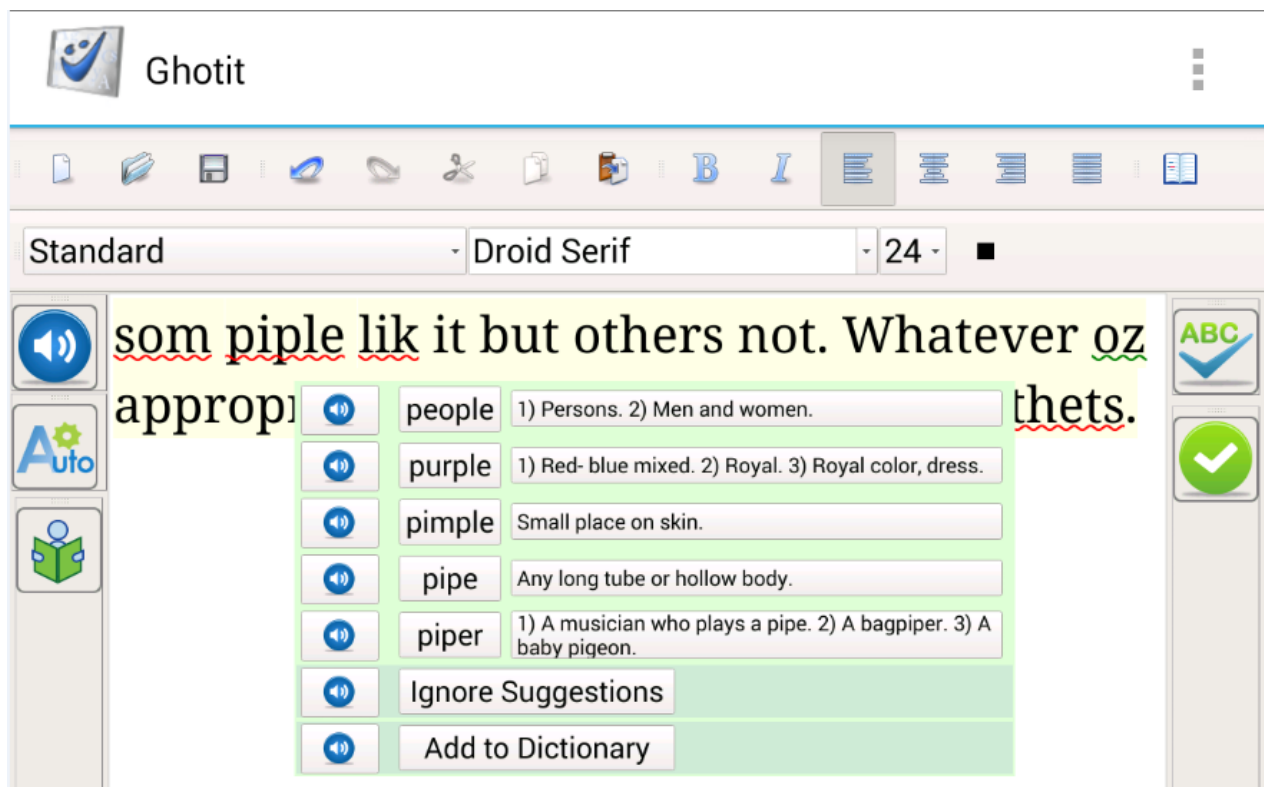 Ghotit
B I
Standard Droid Serif 24
som piple lik it but others not. Whatever oz
ABC
appropr thets.
people 1) Persons. 2) Men and women.
Auto
purple 1) Red- blue mixed. 2) Royal. 3) Royal color, dress.
pimple Small place on skin.
pipe Any long tube or hollow body.
piper 1) A musician who plays a pipe. 2) A bagpiper. 3) A
baby pigeon.
Ignore Suggestions
Add to Dictionary